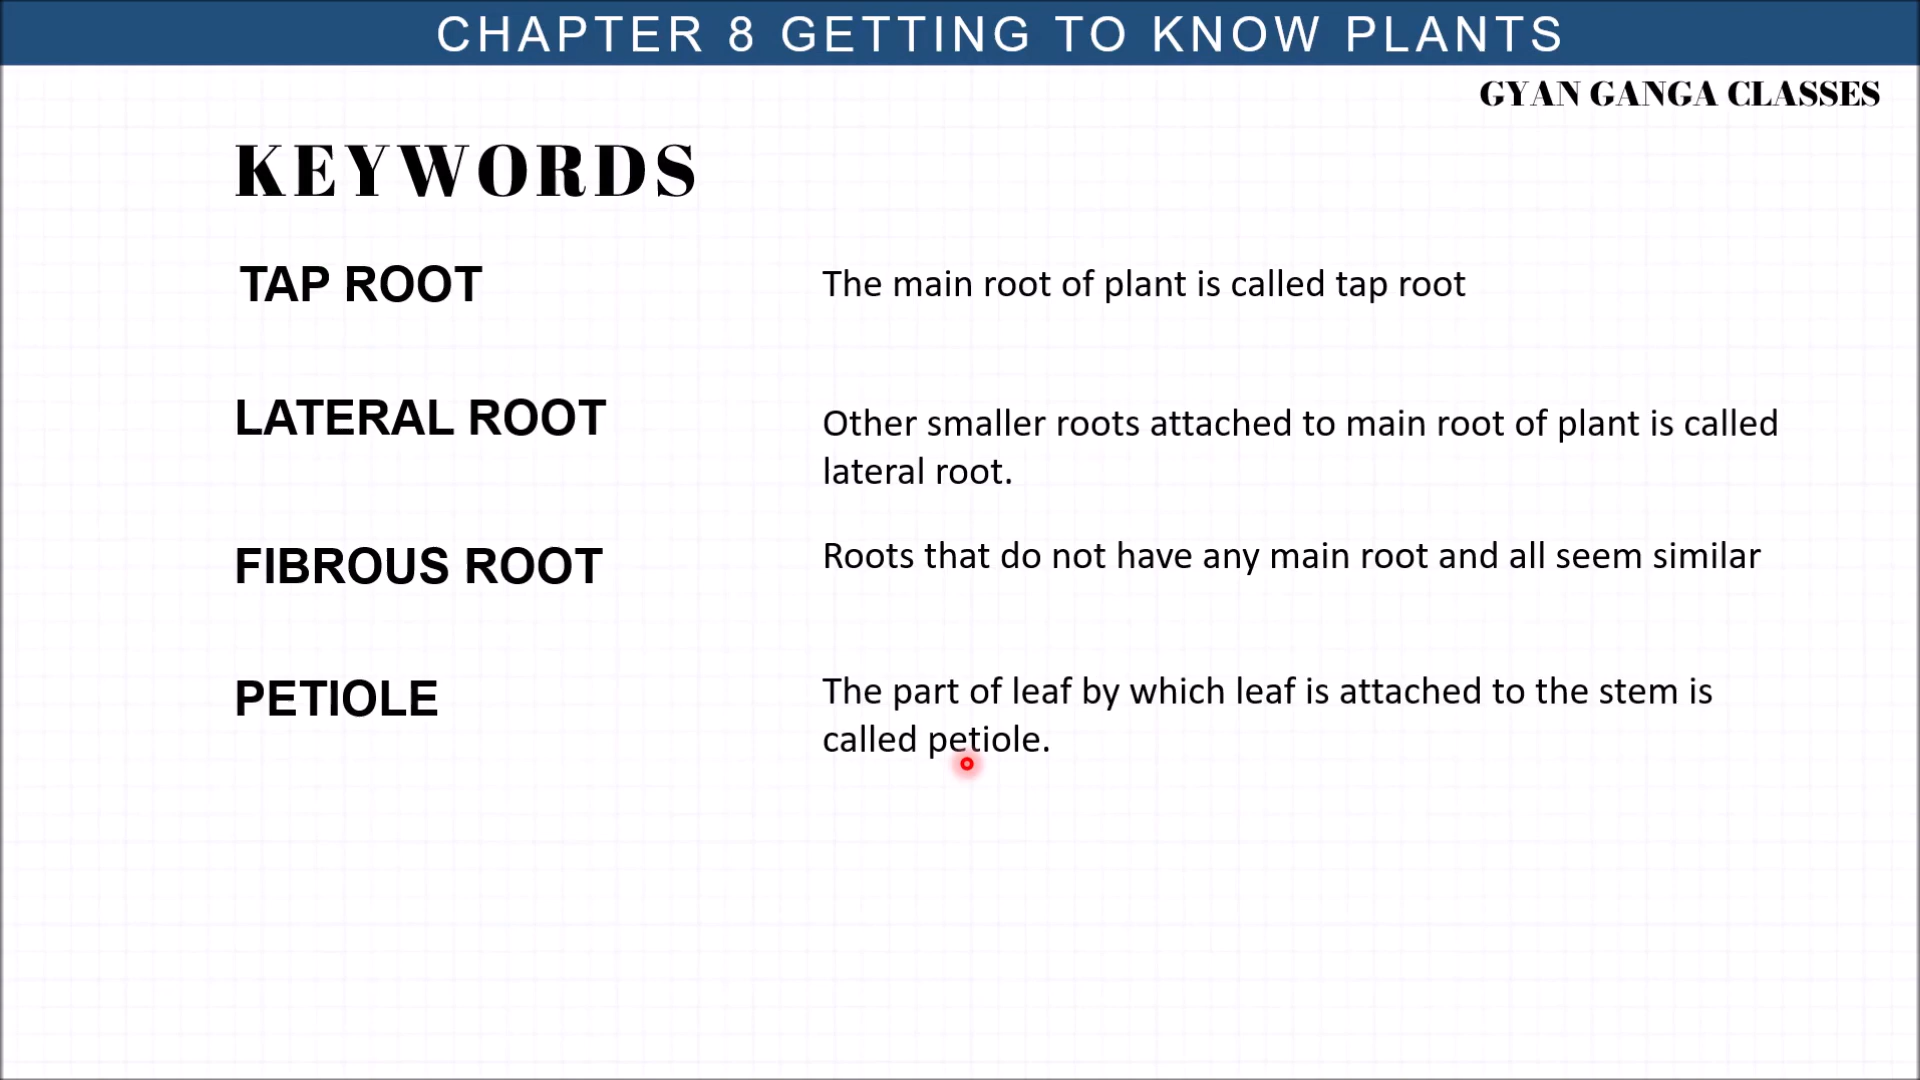 CHAPTER 8 GETTING TO KNOW PLANTS
GYAN GANGA CLASSES
KEYWORDS
TAP ROOT
The main root of plant is called tap root
LATERAL ROOT
Other smaller roots attached to main root of plant is called
lateral root.
FIBROUS ROOT
Roots that do not have any main root and all seem similar
PETIOLE
The part of leaf by which leaf is attached to the stem is
called petiole.